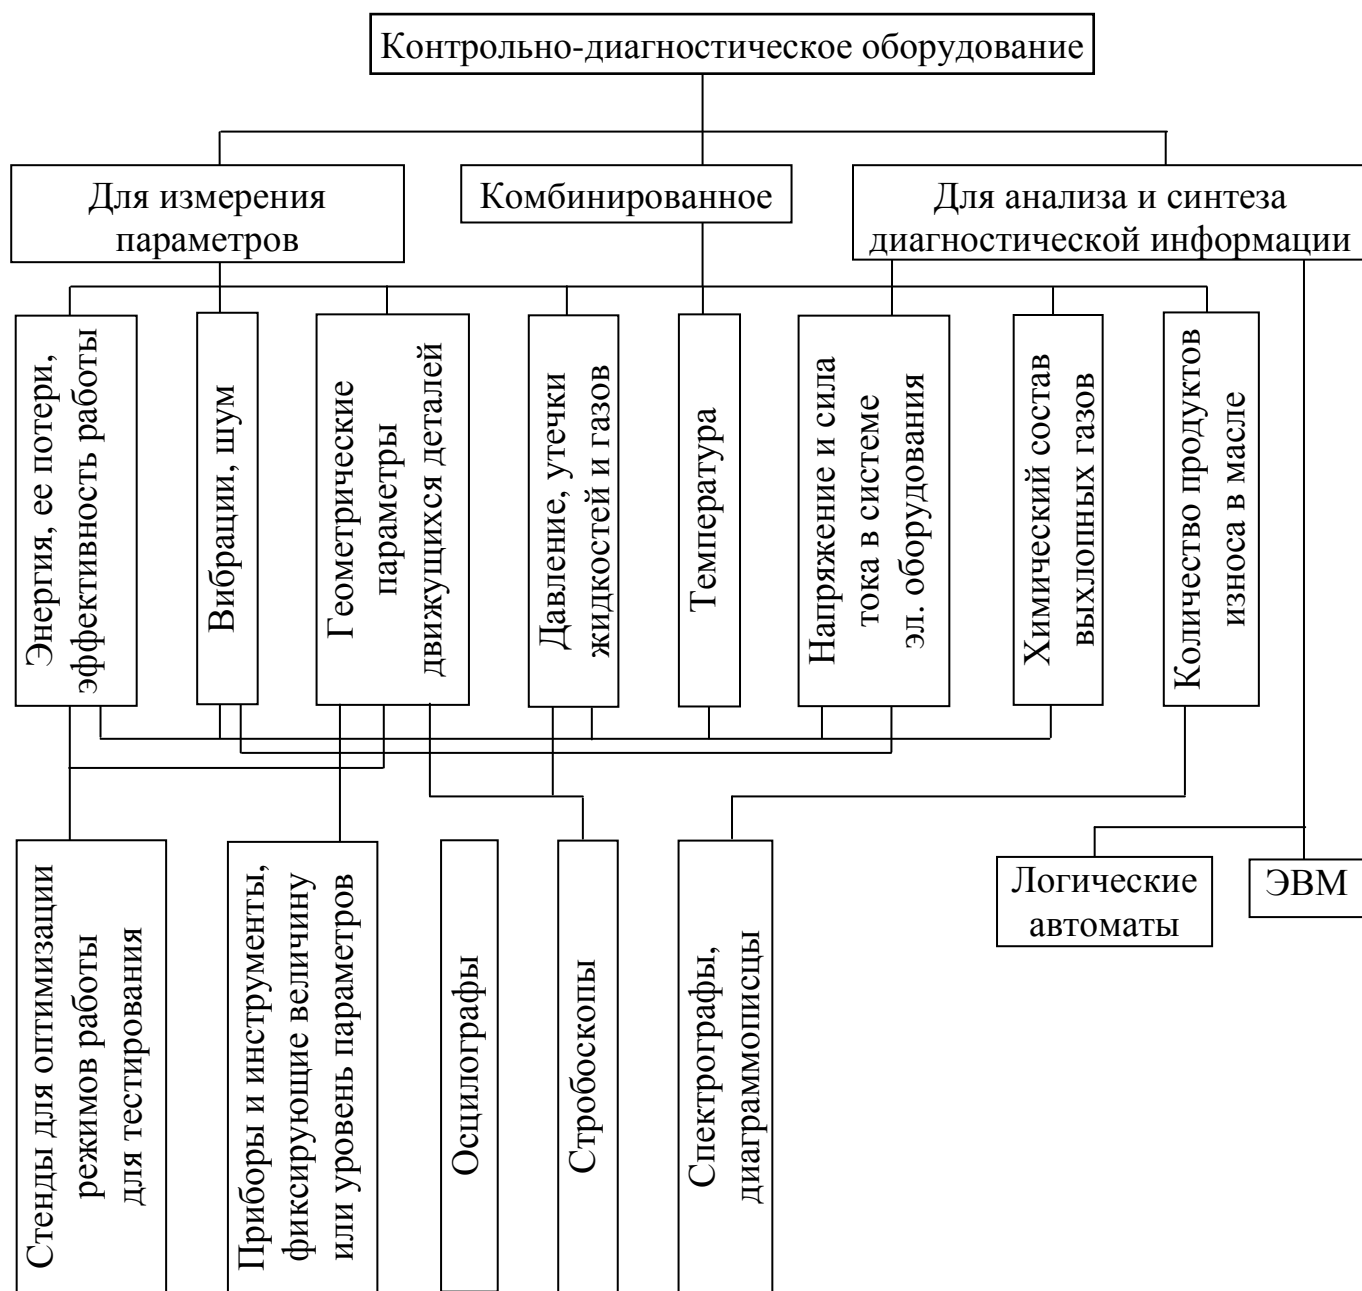 Контрольно-диагностическое оборудование
Для измерения
параметров
Комбинированное
Для анализа и синтеза
диагностической информации
Энергия, ее потери,
эффективность работы
Вибрации, шум
Геометрические
параметры
движущихся деталей
Давление, утечки
жидкостей и газов
Температура
Напряжение и сила
тока в системе
эл. оборудования
Химический состав
выхлопных газов
Количество продуктов
износа в масле
Стенды для оптимизации
режимов работы
для тестирования
Приборы и инструменты,
фиксирующие величину
или уровень параметров
Осцилографы
Стробоскопы
Спектрографы,
диаграммописцы
Логические
автоматы
ЭВМ